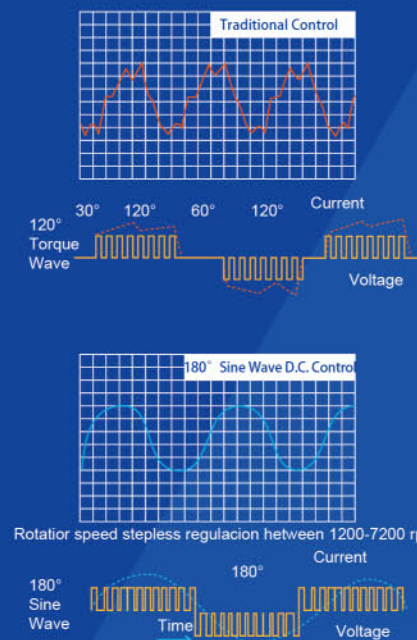 Traditional Control
30° 120° 60° 120° Current
120°
Torque
Wave
Voltage
180° Sine Wave D.C. Control
Rotatior speed stepless regulacion hetween 1200-7200 rp
Current
180°
180°
Sine
Wave
Time
Voltage